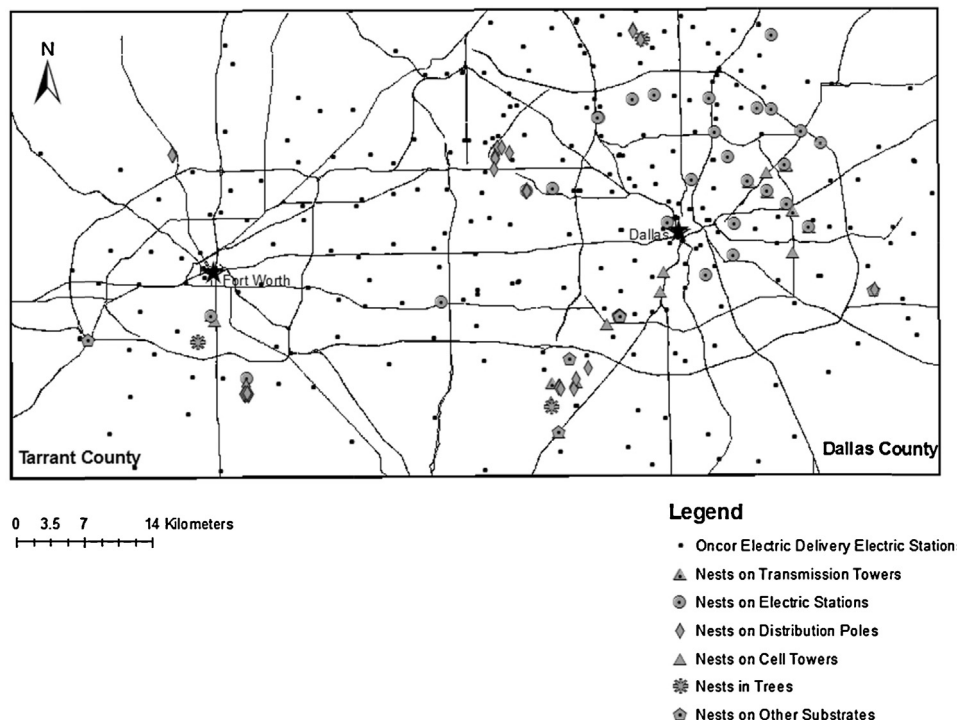 N
Dallas
Fort Worth
Tarrant County
Dallas County
0 3.5 7 14 Kilometers
Legend
Oncor Electric Delivery Electric Station
Nests on Transmission Towers
Nests on Electric Stations
Nests on Distribution Poles
Nests on Cell Towers
Nests in Trees
Nests on Other Substrates